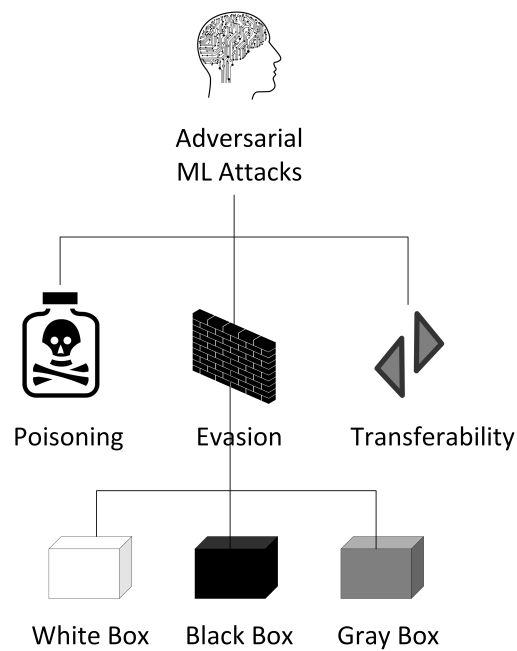 Adversarial
ML Attacks
Poisoning
Evasion
Transferability
White Box
Black Box
Gray Box